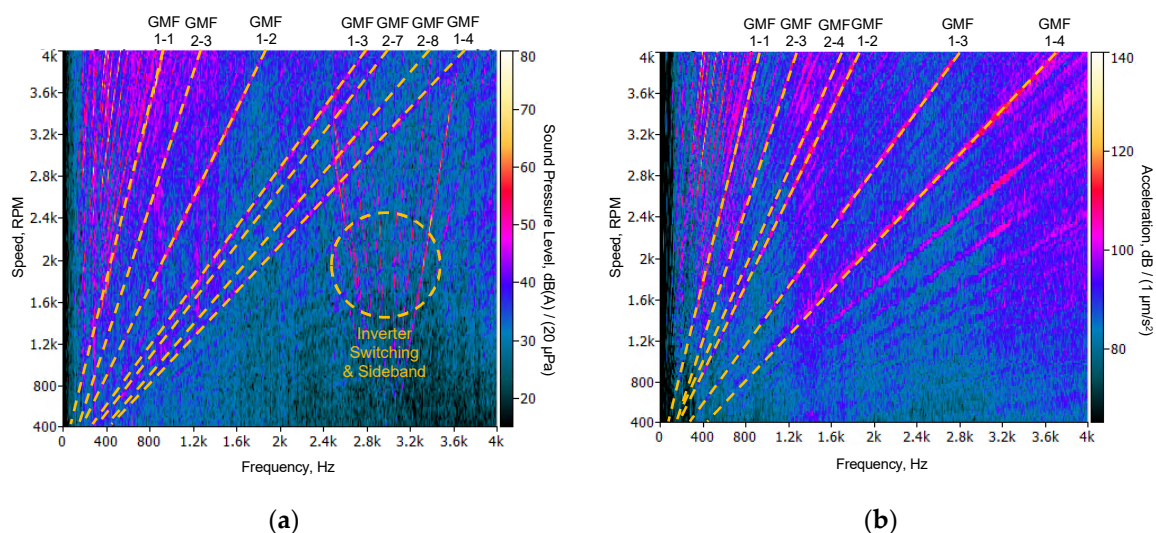 GMF GMF GMF GMF GMF GMF GMF
1-1 2-3 1-2 1-3 2-7 2-8 1-4
4k
3.6k
3.2k
2.8k
2.4k
2k
1.6k
1.2k
800
400
Speed, RPM
0 400 800 1.2k 1.6k 2k 2.4k 2.8k 3.2k 3.6k 4k
Frequency, Hz
Inverter
Switching
& Sideband
80
70
60
50
40
30
20
Sound Pressure Level, dB(A) / (20 μPa)
(a)
GMF GMF GMF GMF GMF GMF
1-1 2-3 2-4 1-2 1-3 1-4
4k
3.6k
3.2k
2.8k
2.4k
2k
1.6k
1.2k
800
400
Speed, RPM
0 400 800 1.2k 1.6k 2k 2.4k 2.8k 3.2k 3.6k 4k
Frequency, Hz
140
120
100
80
Acceleration, dB / (1 μm/s²)
(b)